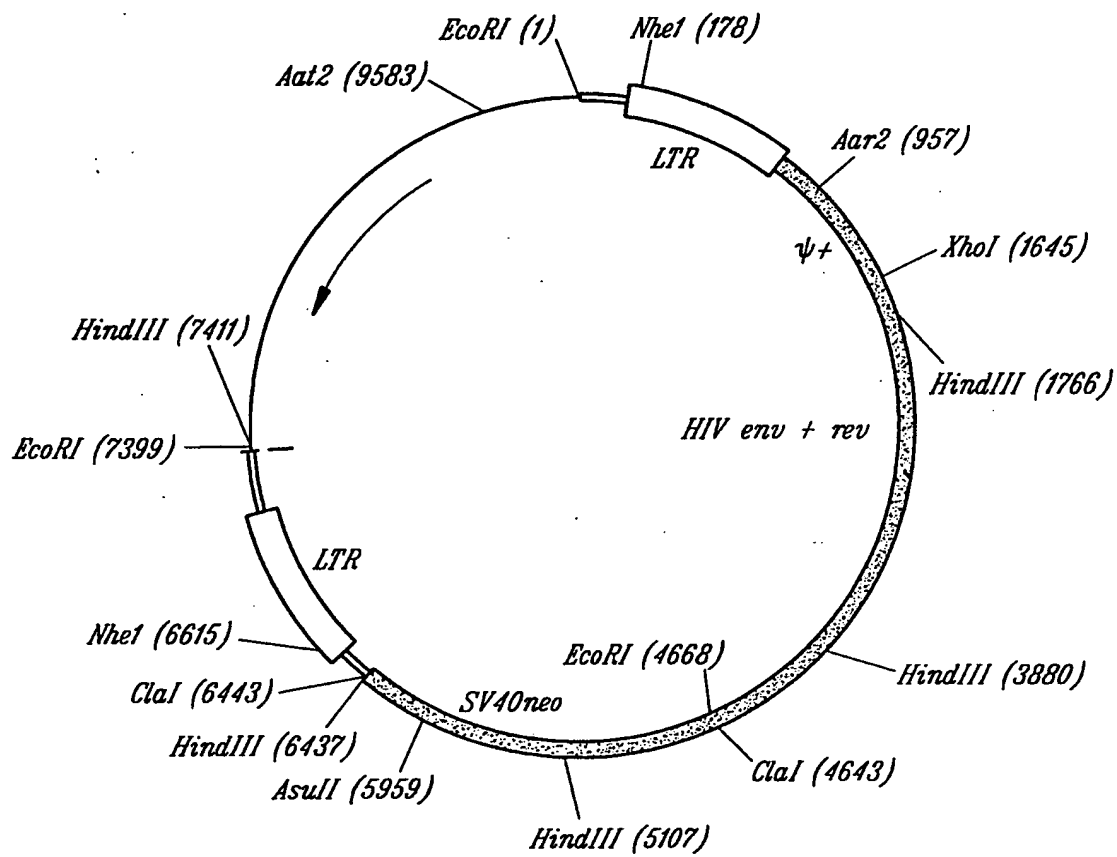 EcoRI (1)
Nhe1 (178)
Aat2 (9583)
LTR
Aar2 (957)
ψ+
XhoI (1645)
HindIII (7411)
HindIII (1766)
EcoRI (7399)
HIV env + rev
LTR
Nhe1 (6615)
EcoRI (4668)
HindIII (3880)
ClaI (6443)
SV40neo
HindIII (6437)
ClaI (4643)
AsuII (5959)
HindIII (5107)